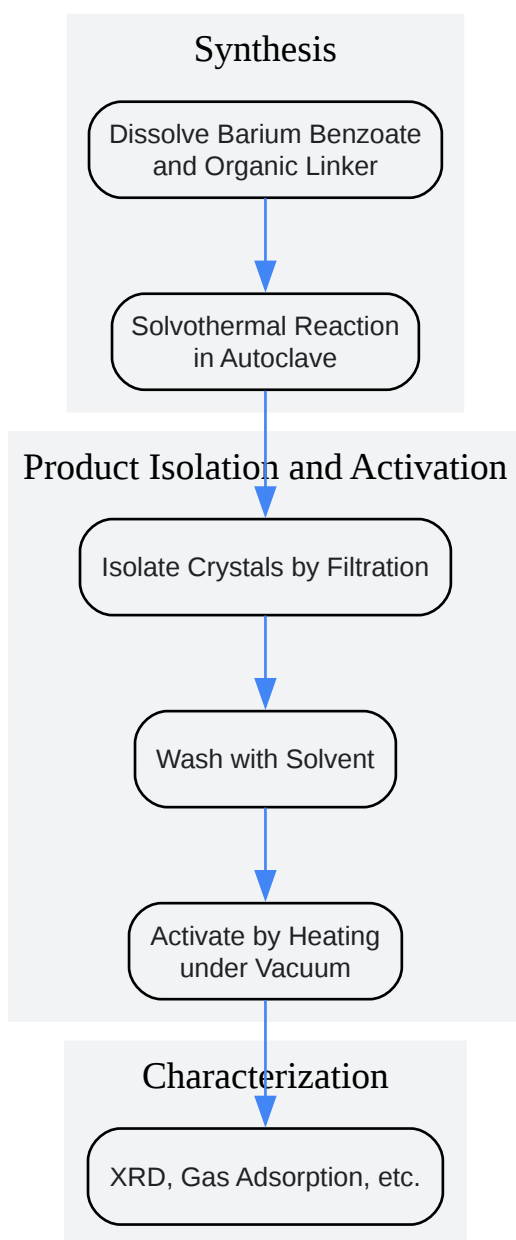 Synthesis
Dissolve Barium Benzoate
and Organic Linker
Solvothermal Reaction
in Autoclave
Product Isolation and Activation
Isolate Crystals by Filtration
Wash with Solvent
Activate by Heating
under Vacuum
Characterization
XRD, Gas Adsorption, etc.